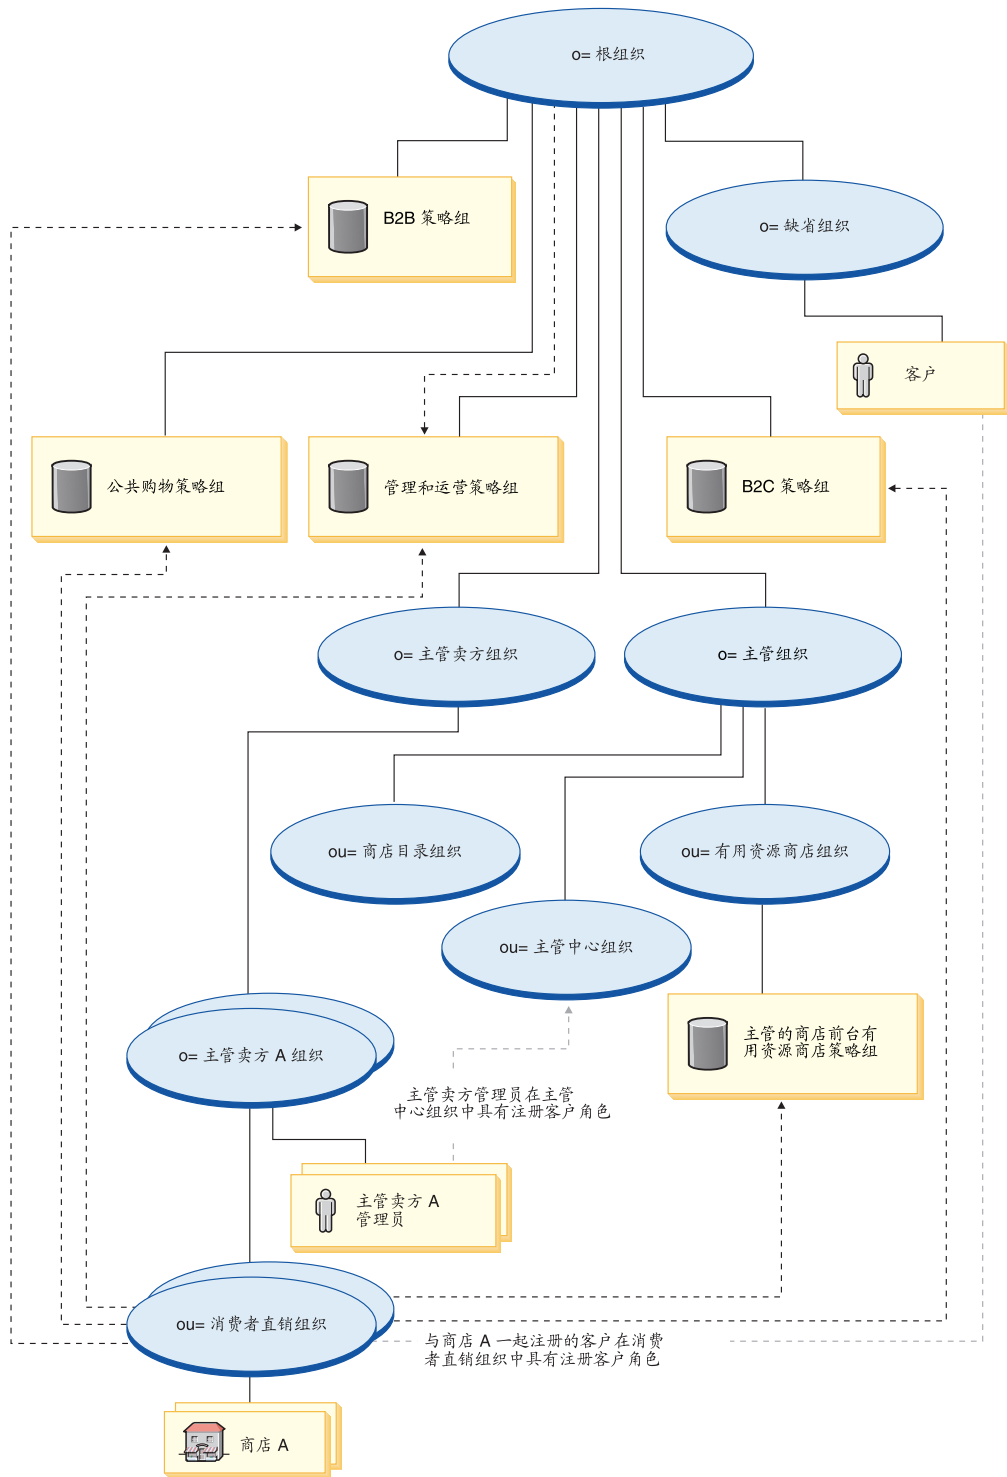 o= 根组织
B2B 策略组
o= 缺省组织
客户
公共购物策略组
管理和运营策略组
B2C 策略组
o= 主管卖方组织
o= 主管组织
ou= 商店目录组织
ou= 有用资源商店组织
ou= 主管中心组织
主管的商店前台有
用资源商店策略组
o= 主管卖方 A 组织
主管卖方管理员在主管
中心组织中具有注册客户角色
主管卖方 A
管理员
ou= 消费者直销组织
与商店 A 一起注册的客户在消费
者直销组织中具有注册客户角色
商店 A